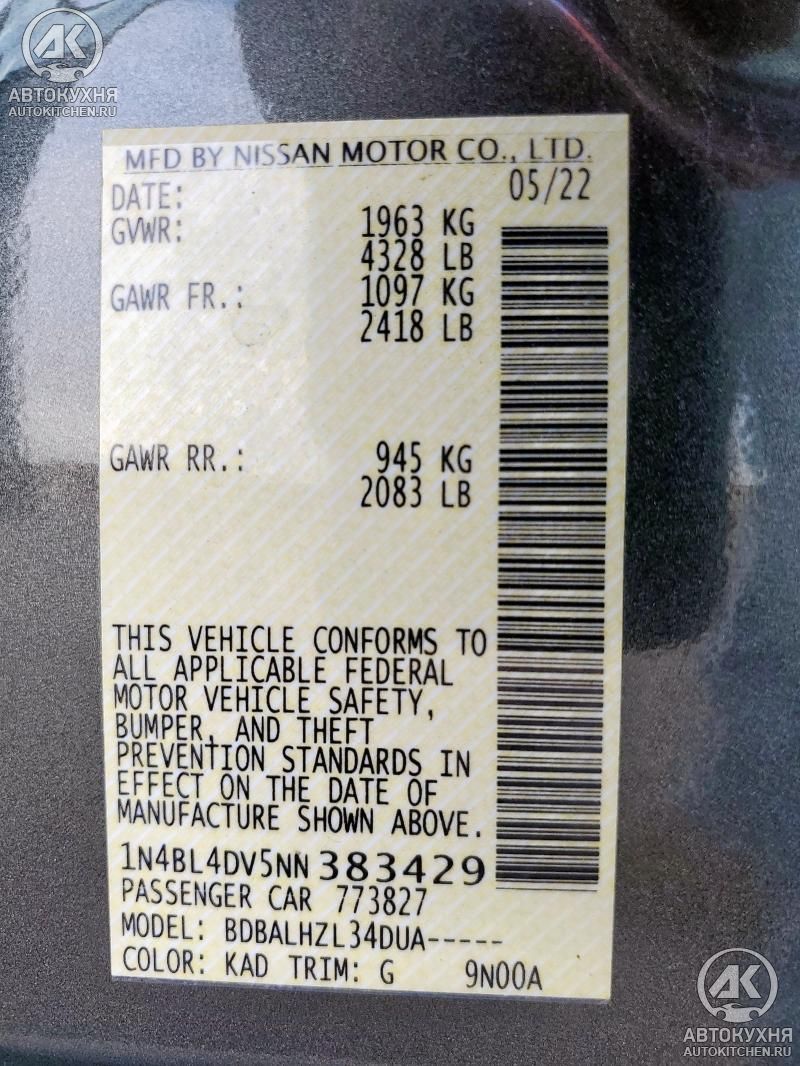 АК
АВТОКУХНЯ
AUTOKITCHEN.RU
MFD BY NISSAN MOTOR CO., LTD.
DATE: 05/22
GVWR: 1963 KG
4328 LB
GAWR FR.: 1097 KG
2418 LB
GAWR RR.: 945 KG
2083 LB
THIS VEHICLE CONFORMS TO
ALL APPLICABLE FEDERAL
MOTOR VEHICLE SAFETY,
BUMPER, AND THEFT
PREVENTION STANDARDS IN
EFFECT ON THE DATE OF
MANUFACTURE SHOWN ABOVE.
1N4BL4DV5NN383429
PASSENGER CAR 773827
MODEL: BDBALHZL34DUA-----
COLOR: KAD TRIM: G 9N00A
АК
АВТОКУХНЯ
AUTOKITCHEN.RU